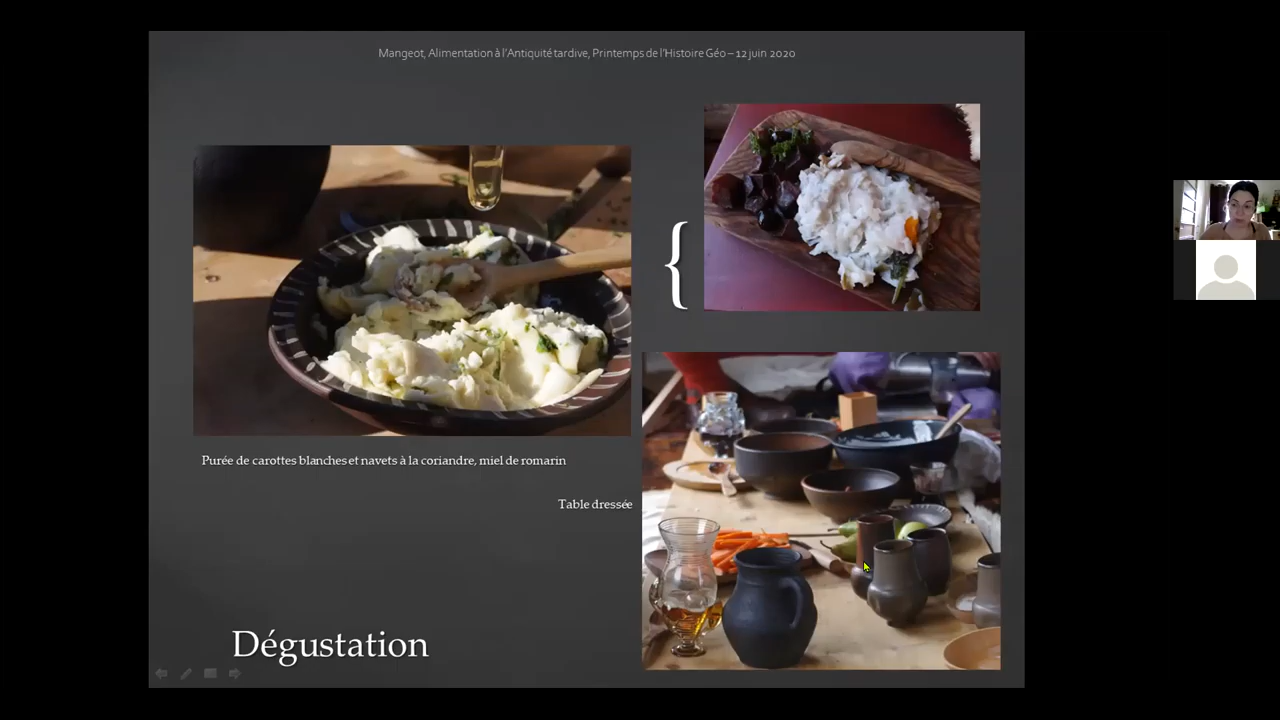 Mangeot, Alimentation à l'Antiquité tardive, Printemps de l'Histoire Géo – 12 juin 2020
{
Purée de carottes blanches et navets à la coriandre, miel de romarin
Table dressée
Dégustation